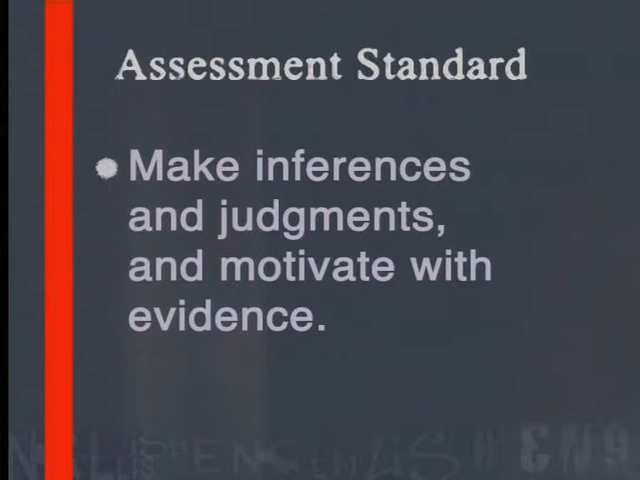 Assessment Standard
Make inferences
and judgments,
and motivate with
evidence.